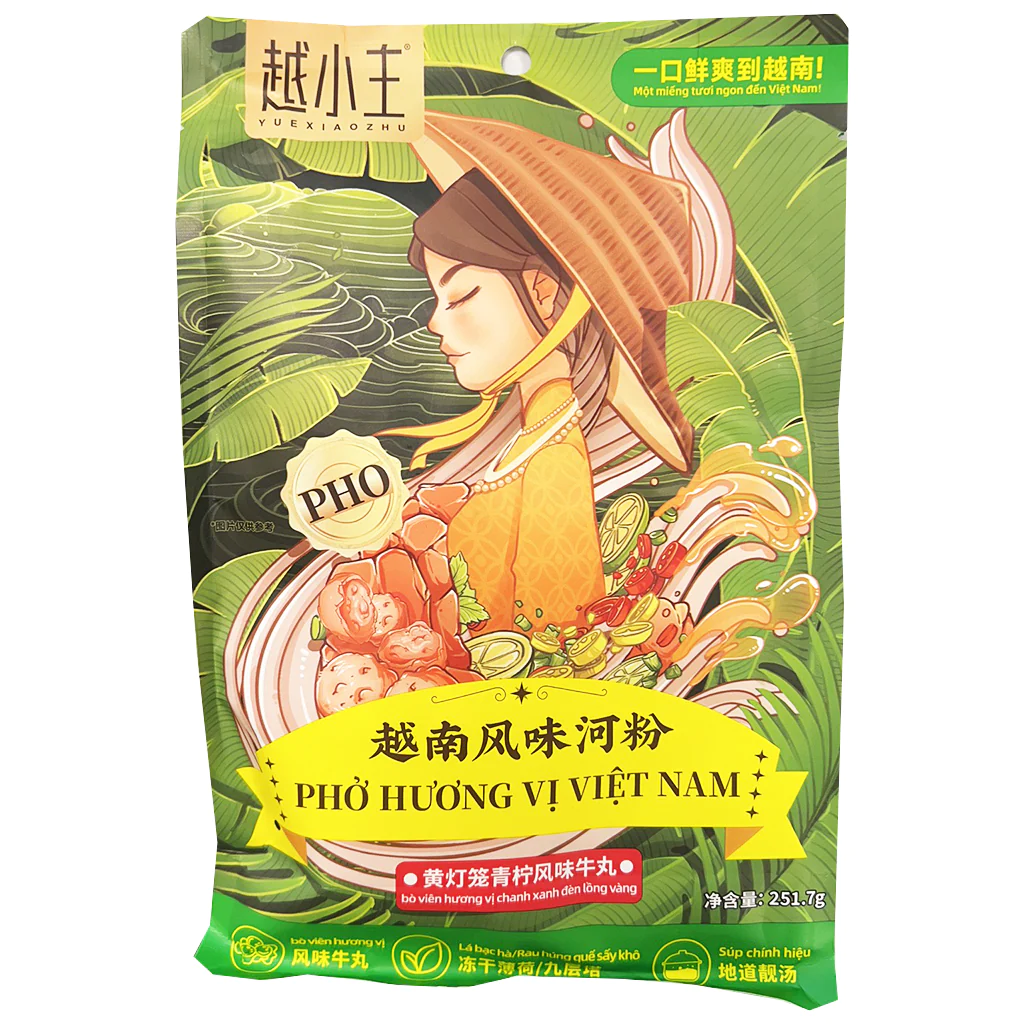 越小主®
YUEXIAOZHU
一口鲜爽到越南!
Một miếng tươi ngon đến Việt Nam!
PHO
*图片仅供参考
越南风味河粉
PHỞ HƯƠNG VỊ VIỆT NAM
黄灯笼青柠风味牛丸
bò viên hương vị chanh xanh đèn lồng vàng
净含量: 251.7g
bò viên hương vị
风味牛丸
Lá bạc hà/Rau húng quế sấy khô
冻干薄荷/九层塔
Súp chính hiệu
地道靓汤